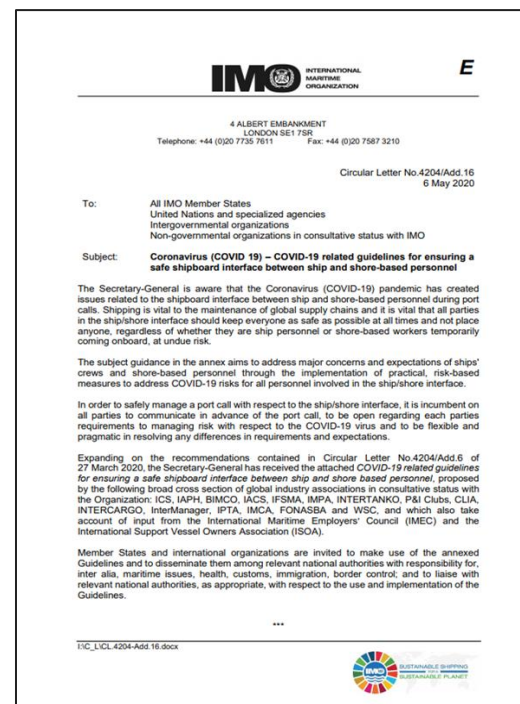 IMO
INTERNATIONAL
MARITIME
ORGANIZATION
E
4 ALBERT EMBANKMENT
LONDON SE1 7SR
Telephone: +44 (0)20 7735 7611 Fax: +44 (0)20 7587 3210
Circular Letter No.4204/Add.16
6 May 2020
To: All IMO Member States
United Nations and specialized agencies
Intergovernmental organizations
Non-governmental organizations in consultative status with IMO
Subject: Coronavirus (COVID 19) – COVID-19 related guidelines for ensuring a
safe shipboard interface between ship and shore-based personnel
The Secretary-General is aware that the Coronavirus (COVID-19) pandemic has created
issues related to the shipboard interface between ship and shore-based personnel during port
calls. Shipping is vital to the maintenance of global supply chains and it is vital that all parties
in the ship/shore interface should keep everyone as safe as possible at all times and not place
anyone, regardless of whether they are ship personnel or shore-based workers temporarily
coming onboard, at undue risk.
The subject guidance in the annex aims to address major concerns and expectations of ships'
crews and shore-based personnel through the implementation of practical, risk-based
measures to address COVID-19 risks for all personnel involved in the ship/shore interface.
In order to safely manage a port call with respect to the ship/shore interface, it is incumbent on
all parties to communicate in advance of the port call, to be open regarding each parties
requirements to managing risk with respect to the COVID-19 virus and to be flexible and
pragmatic in resolving any differences in requirements and expectations.
Expanding on the recommendations contained in Circular Letter No.4204/Add.6 of
27 March 2020, the Secretary-General has received the attached COVID-19 related guidelines
for ensuring a safe shipboard interface between ship and shore based personnel, proposed
by the following broad cross section of global industry associations in consultative status with
the Organization: ICS, IAPH, BIMCO, IACS, IFSMA, IMPA, INTERTANKO, P&I Clubs, CLIA,
INTERCARGO, InterManager, IPTA, IMCA, FONASBA and WSC, and which also take
account of input from the International Maritime Employers' Council (IMEC) and the
International Support Vessel Owners Association (ISOA).
Member States and international organizations are invited to make use of the annexed
Guidelines and to disseminate them among relevant national authorities with responsibility for,
inter alia, maritime issues, health, customs, immigration, border control; and to liaise with
relevant national authorities, as appropriate, with respect to the use and implementation of the
Guidelines.
***
I:\C_L\CL.4204-Add.16.docx
IMO
SUSTAINABLE SHIPPING
SUSTAINABLE PLANET